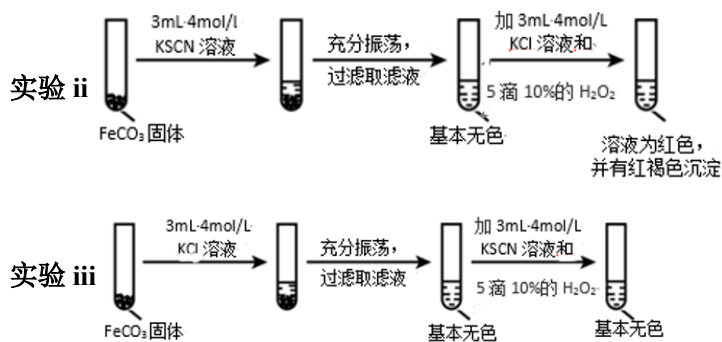 3mL·4mol/L
KSCN 溶液
充分振荡,
过滤取滤液
加 3mL·4mol/L
KCl 溶液和
5 滴 10%的 H₂O₂
实验 ii
FeCO₃ 固体
基本无色
溶液为红色,
并有红褐色沉淀
3mL·4mol/L
KCl 溶液
充分振荡,
过滤取滤液
加 3mL·4mol/L
KSCN 溶液和
5 滴 10%的 H₂O₂
实验 iii
FeCO₃ 固体
基本无色
基本无色